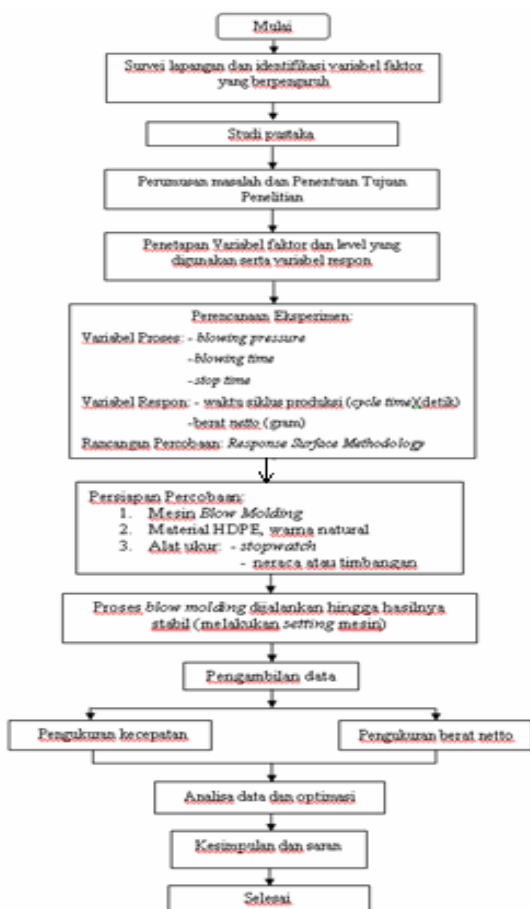 Mulai
Survei lapangan dan identifikasi variabel faktor
yang berpengaruh
Studi pustaka
Perumusan masalah dan Penentuan Tujuan
Penelitian
Penetapan Variabel faktor dan level yang
digunakan serta variabel respon
Perencanaan Eksperimen:
Variabel Proses: - blowing pressure
-blowing time
-stop time
Variabel Respon: - waktu siklus produksi (cycle time)(detik)
-berat netto (gram)
Rancangan Percobaan: Response Surface Methodology
Persiapan Percobaan:
1. Mesin Blow Molding
2. Material HDPE, warna natural
3. Alat ukur: - stopwatch
- neraca atau timbangan
Proses blow molding dijalankan hingga hasilnya
stabil (melakukan setting mesin)
Pengambilan data
Pengukuran kecepatan
Pengukuran berat netto
Analisa data dan optimasi
Kesimpulan dan saran
Selesai